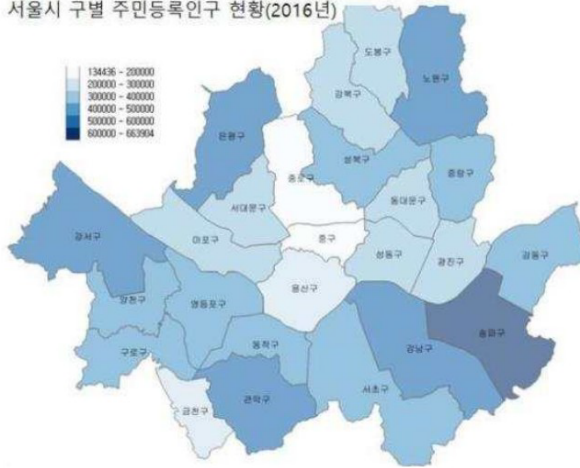 서울시 구별 주민등록인구 현황(2016년)
134436 - 200000
200000 - 300000
300000 - 400000
400000 - 500000
500000 - 600000
600000 - 663904
도봉구
노원구
강북구
은평구
성북구
중랑구
종로구
서대문구
동대문구
강서구
마포구
중구
성동구
광진구
강동구
용산구
양천구
영등포구
송파구
동작구
강남구
구로구
서초구
관악구
금천구